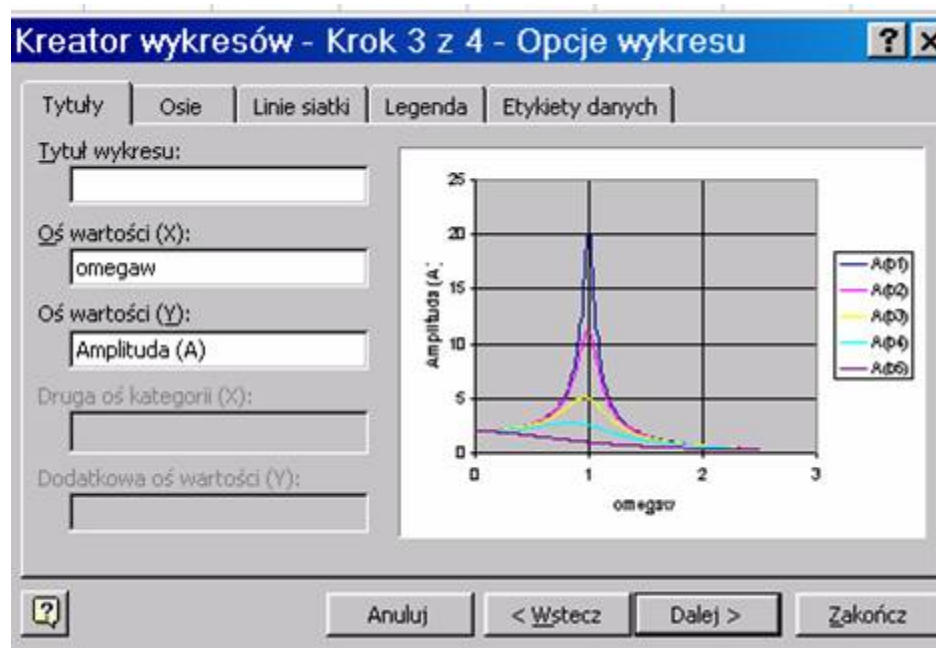 Kreator wykresów - Krok 3 z 4 - Opcje wykresu
Tytuły Osie Linie siatki Legenda Etykiety danych
Tytuł wykresu:
Oś wartości (X):
omegaw
Oś wartości (Y):
Amplituda (A)
Druga oś kategorii (X):
Dodatkowa oś wartości (Y):
25
20
15
10
5
0
0 1 2 3
Amplituda (A)
omegaw
Anuluj < Wstecz Dalej > Zakończ